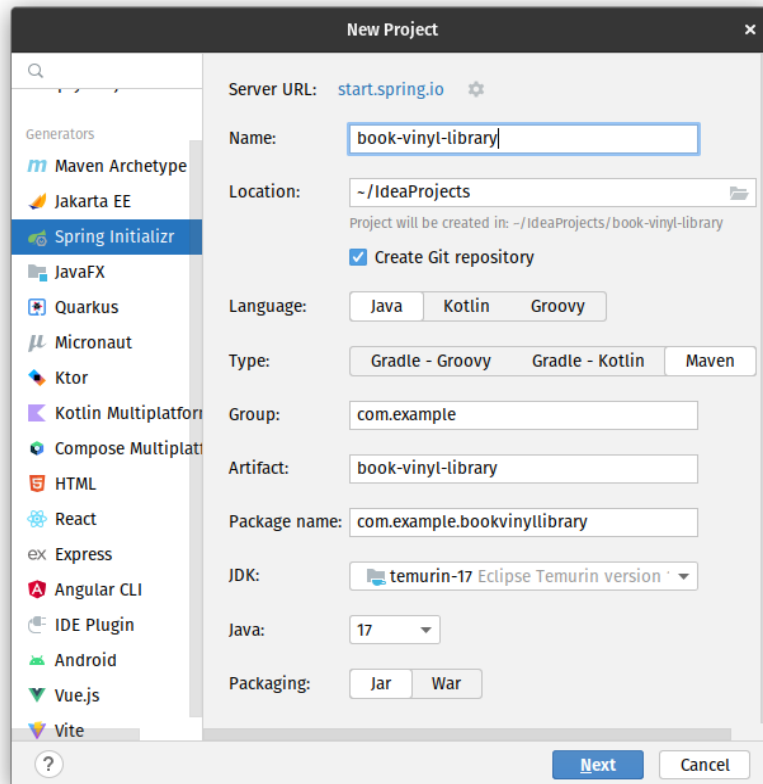 New Project
Generators
Maven Archetype
Jakarta EE
Spring Initializr
JavaFX
Quarkus
Micronaut
Ktor
Kotlin Multiplatfor
Compose Multiplat
HTML
React
ex Express
Angular CLI
IDE Plugin
Android
Vue.js
Vite
Server URL: start.spring.io
Name: book-vinyl-library
Location: ~/IdeaProjects
Project will be created in: ~/IdeaProjects/book-vinyl-library
Create Git repository
Language: Java Kotlin Groovy
Type: Gradle - Groovy Gradle - Kotlin Maven
Group: com.example
Artifact: book-vinyl-library
Package name: com.example.bookvinyllibrary
JDK: temurin-17 Eclipse Temurin version
Java: 17
Packaging: Jar War
? Next Cancel